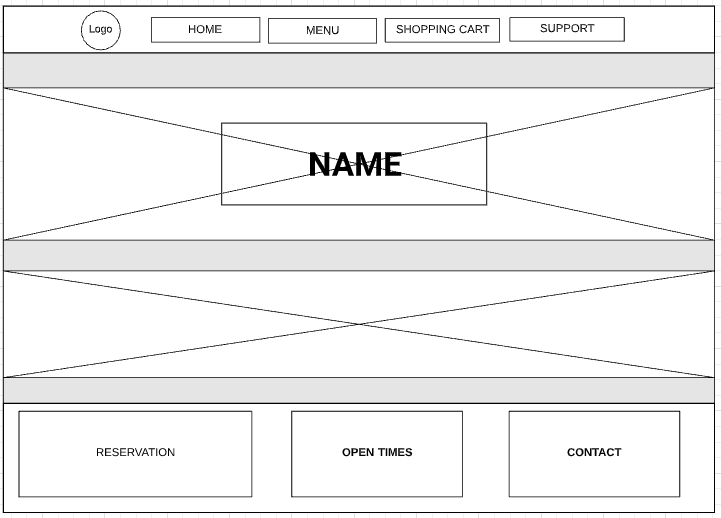 Logo
HOME
MENU
SHOPPING CART
SUPPORT
NAME
RESERVATION
OPEN TIMES
CONTACT